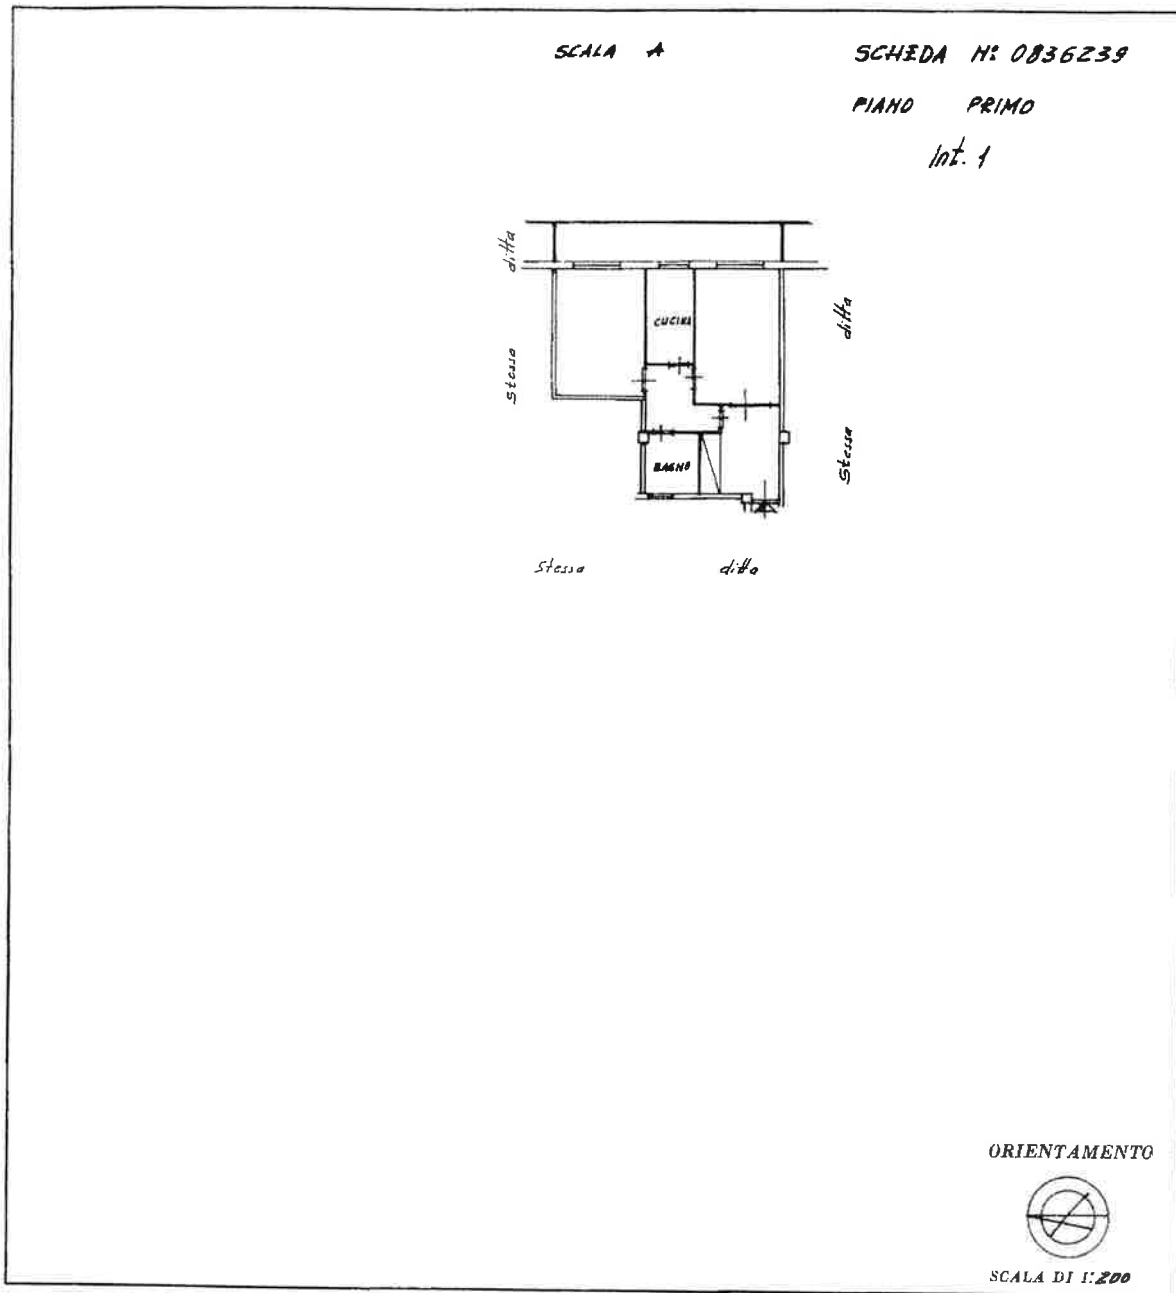 SCALA A
SCHEDA N° 0836239
PIANO PRIMO
Int. 1
Stessa ditta
ditta
Stessa
CUCINA
BAGNO
Stessa ditta
ORIENTAMENTO
SCALA DI 1:200